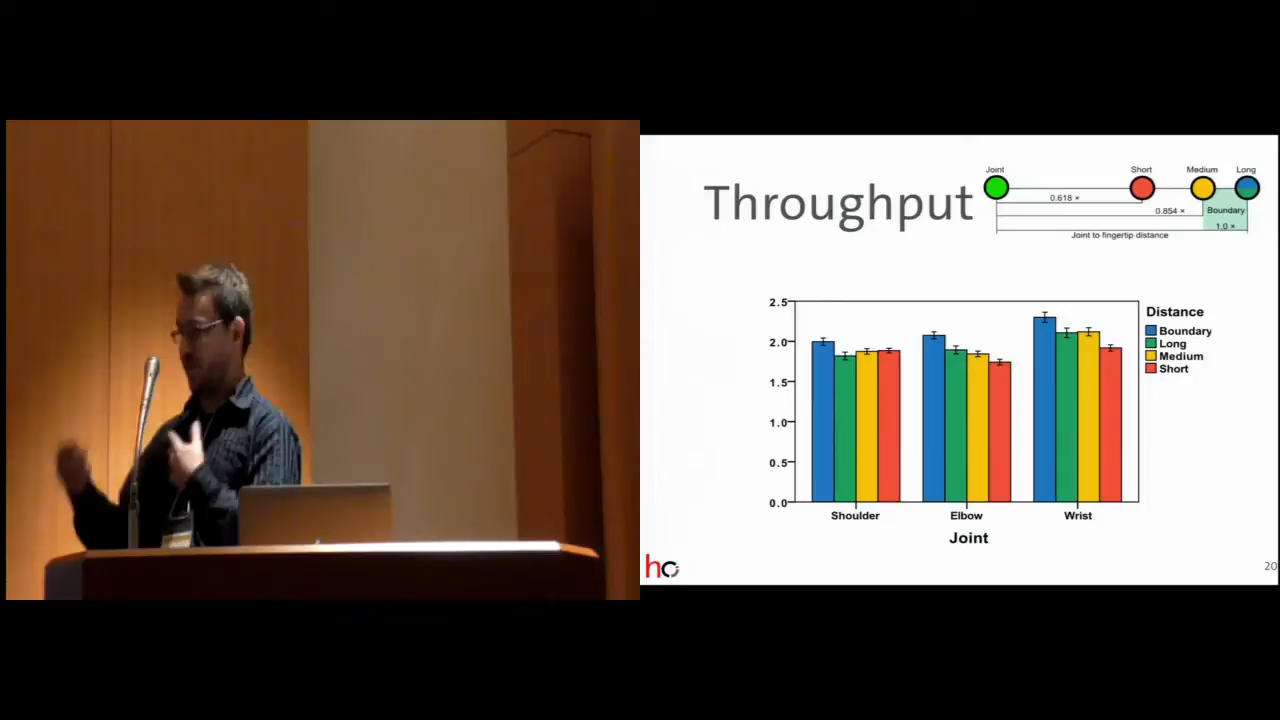 Throughput
Joint Short Medium Long
0.618 ×
0.854 × Boundary
1.0 ×
Joint to fingertip distance
2.5
2.0
1.5
1.0
0.5
0.0
Shoulder Elbow Wrist
Joint
Distance
Boundary
Long
Medium
Short
hc
20